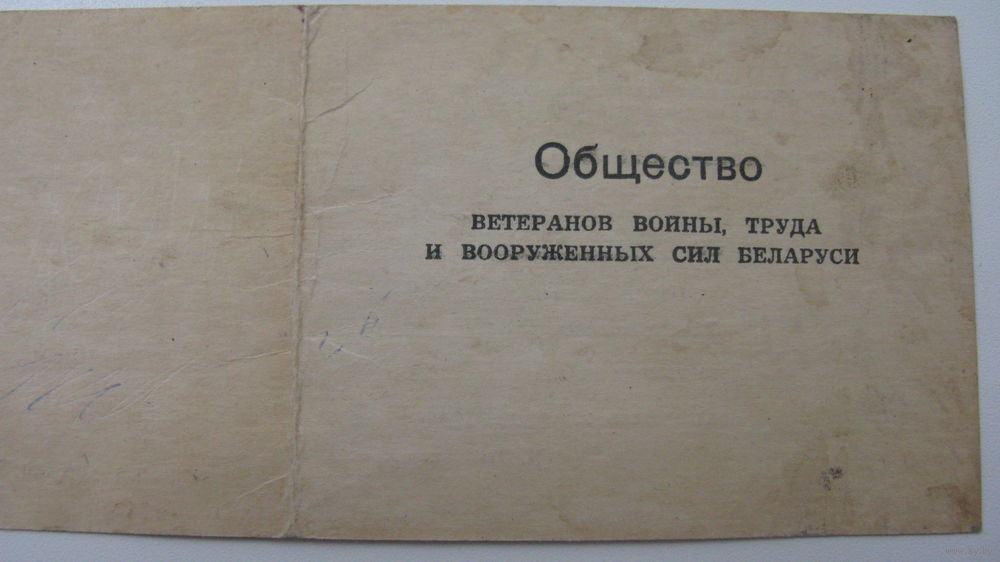 Общество
ВЕТЕРАНОВ ВОЙНЫ, ТРУДА
И ВООРУЖЕННЫХ СИЛ БЕЛАРУСИ